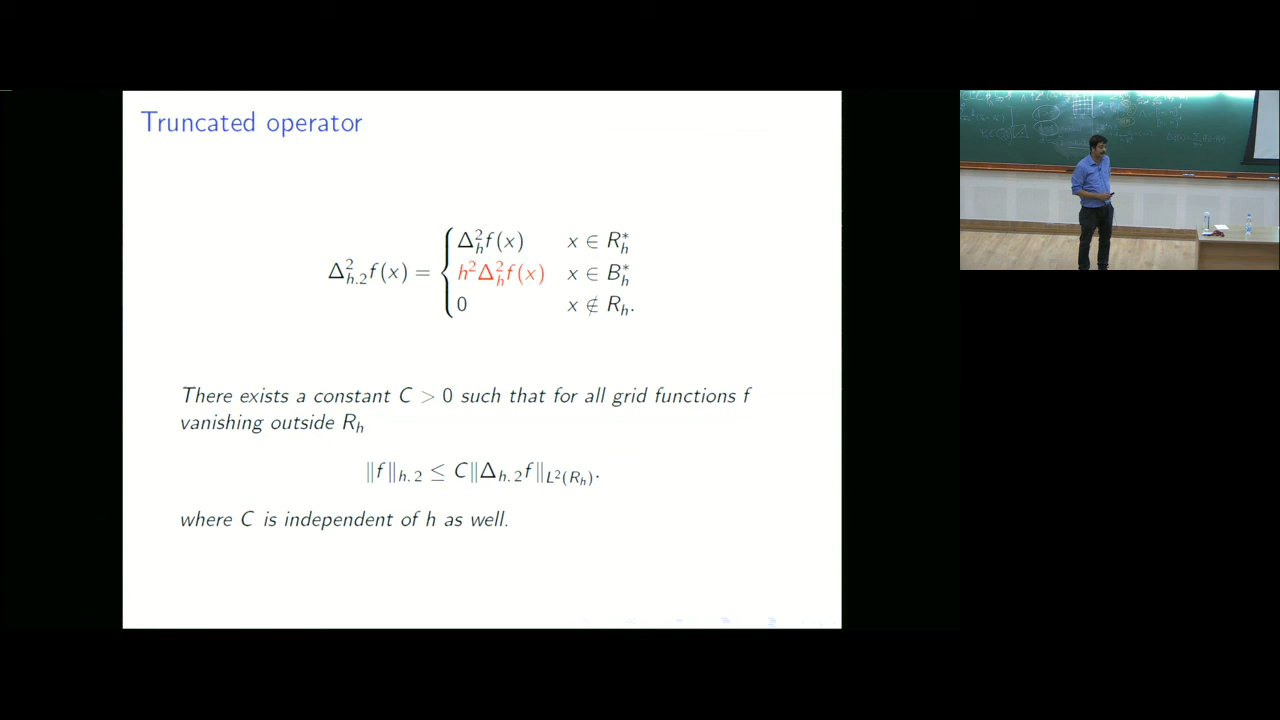 Truncated operator
Δ²_{h.2} f(x) = { Δ²_h f(x)   x ∈ R*_h
h²Δ²_h f(x)   x ∈ B*_h
0   x ∉ R_h.
There exists a constant C > 0 such that for all grid functions f
vanishing outside R_h
‖f‖_{h.2} ≤ C‖Δ_{h.2} f‖_{L²(R_h)}.
where C is independent of h as well.